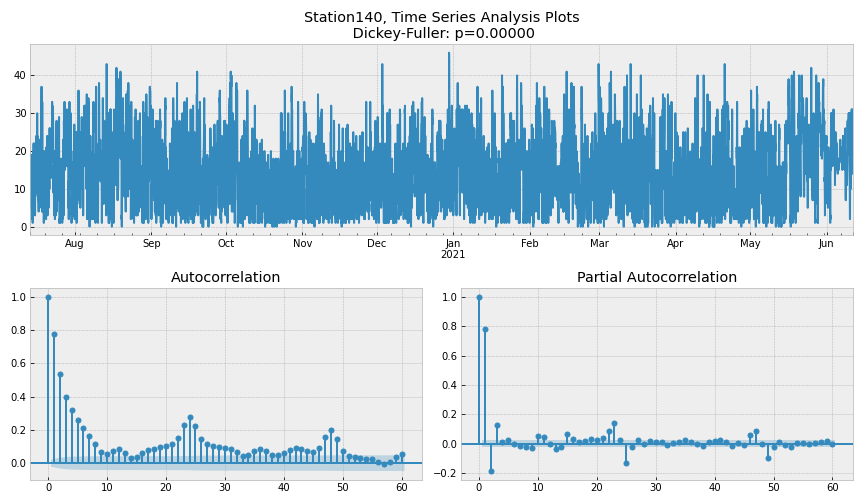 Station140, Time Series Analysis Plots
Dickey-Fuller: p=0.00000
40
30
20
10
0
Aug Sep Oct Nov Dec Jan Feb Mar Apr May Jun
2021
Autocorrelation
1.0
0.8
0.6
0.4
0.2
0.0
0 10 20 30 40 50 60
Partial Autocorrelation
1.0
0.8
0.6
0.4
0.2
0.0
−0.2
0 10 20 30 40 50 60